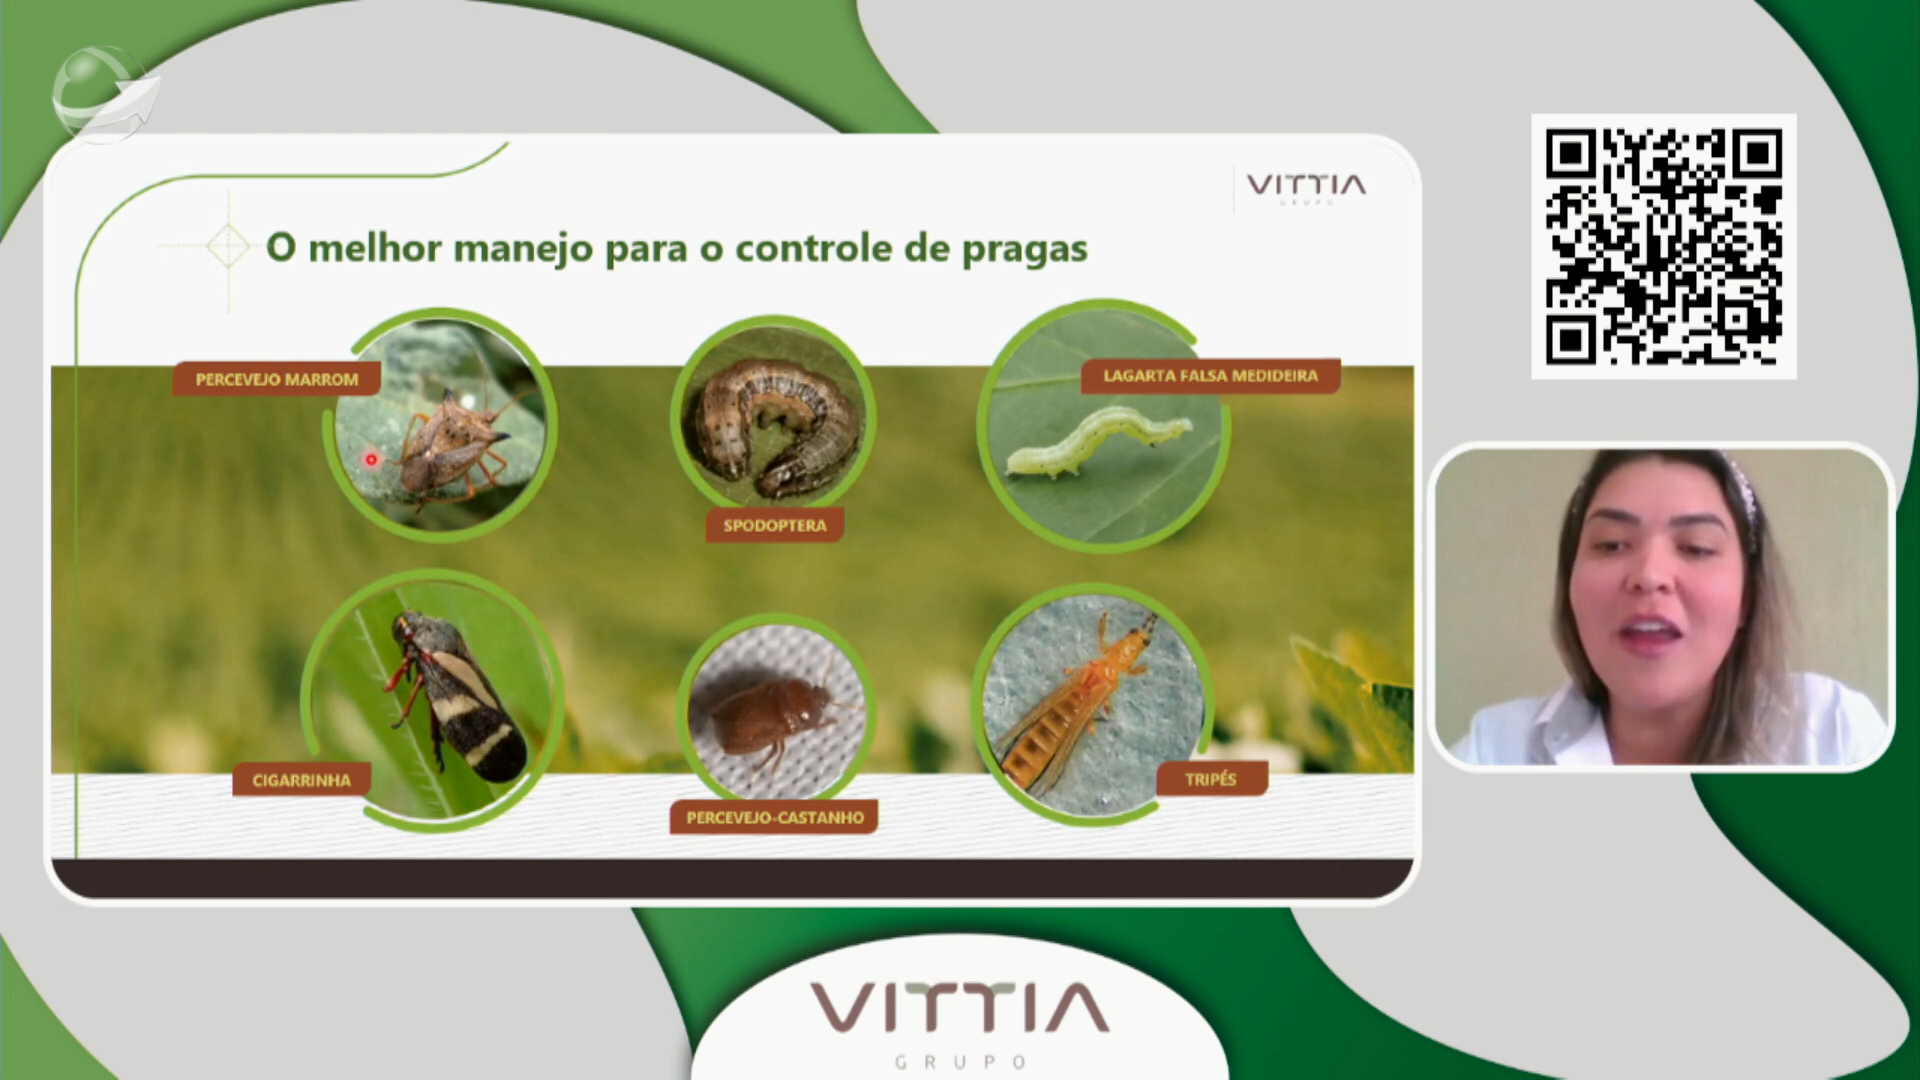 VITTIA
GRUPO
O melhor manejo para o controle de pragas
PERCEVEJO MARROM
SPODOPTERA
LAGARTA FALSA MEDIDEIRA
CIGARRINHA
PERCEVEJO-CASTANHO
TRIPÉS
VITTIA
GRUPO